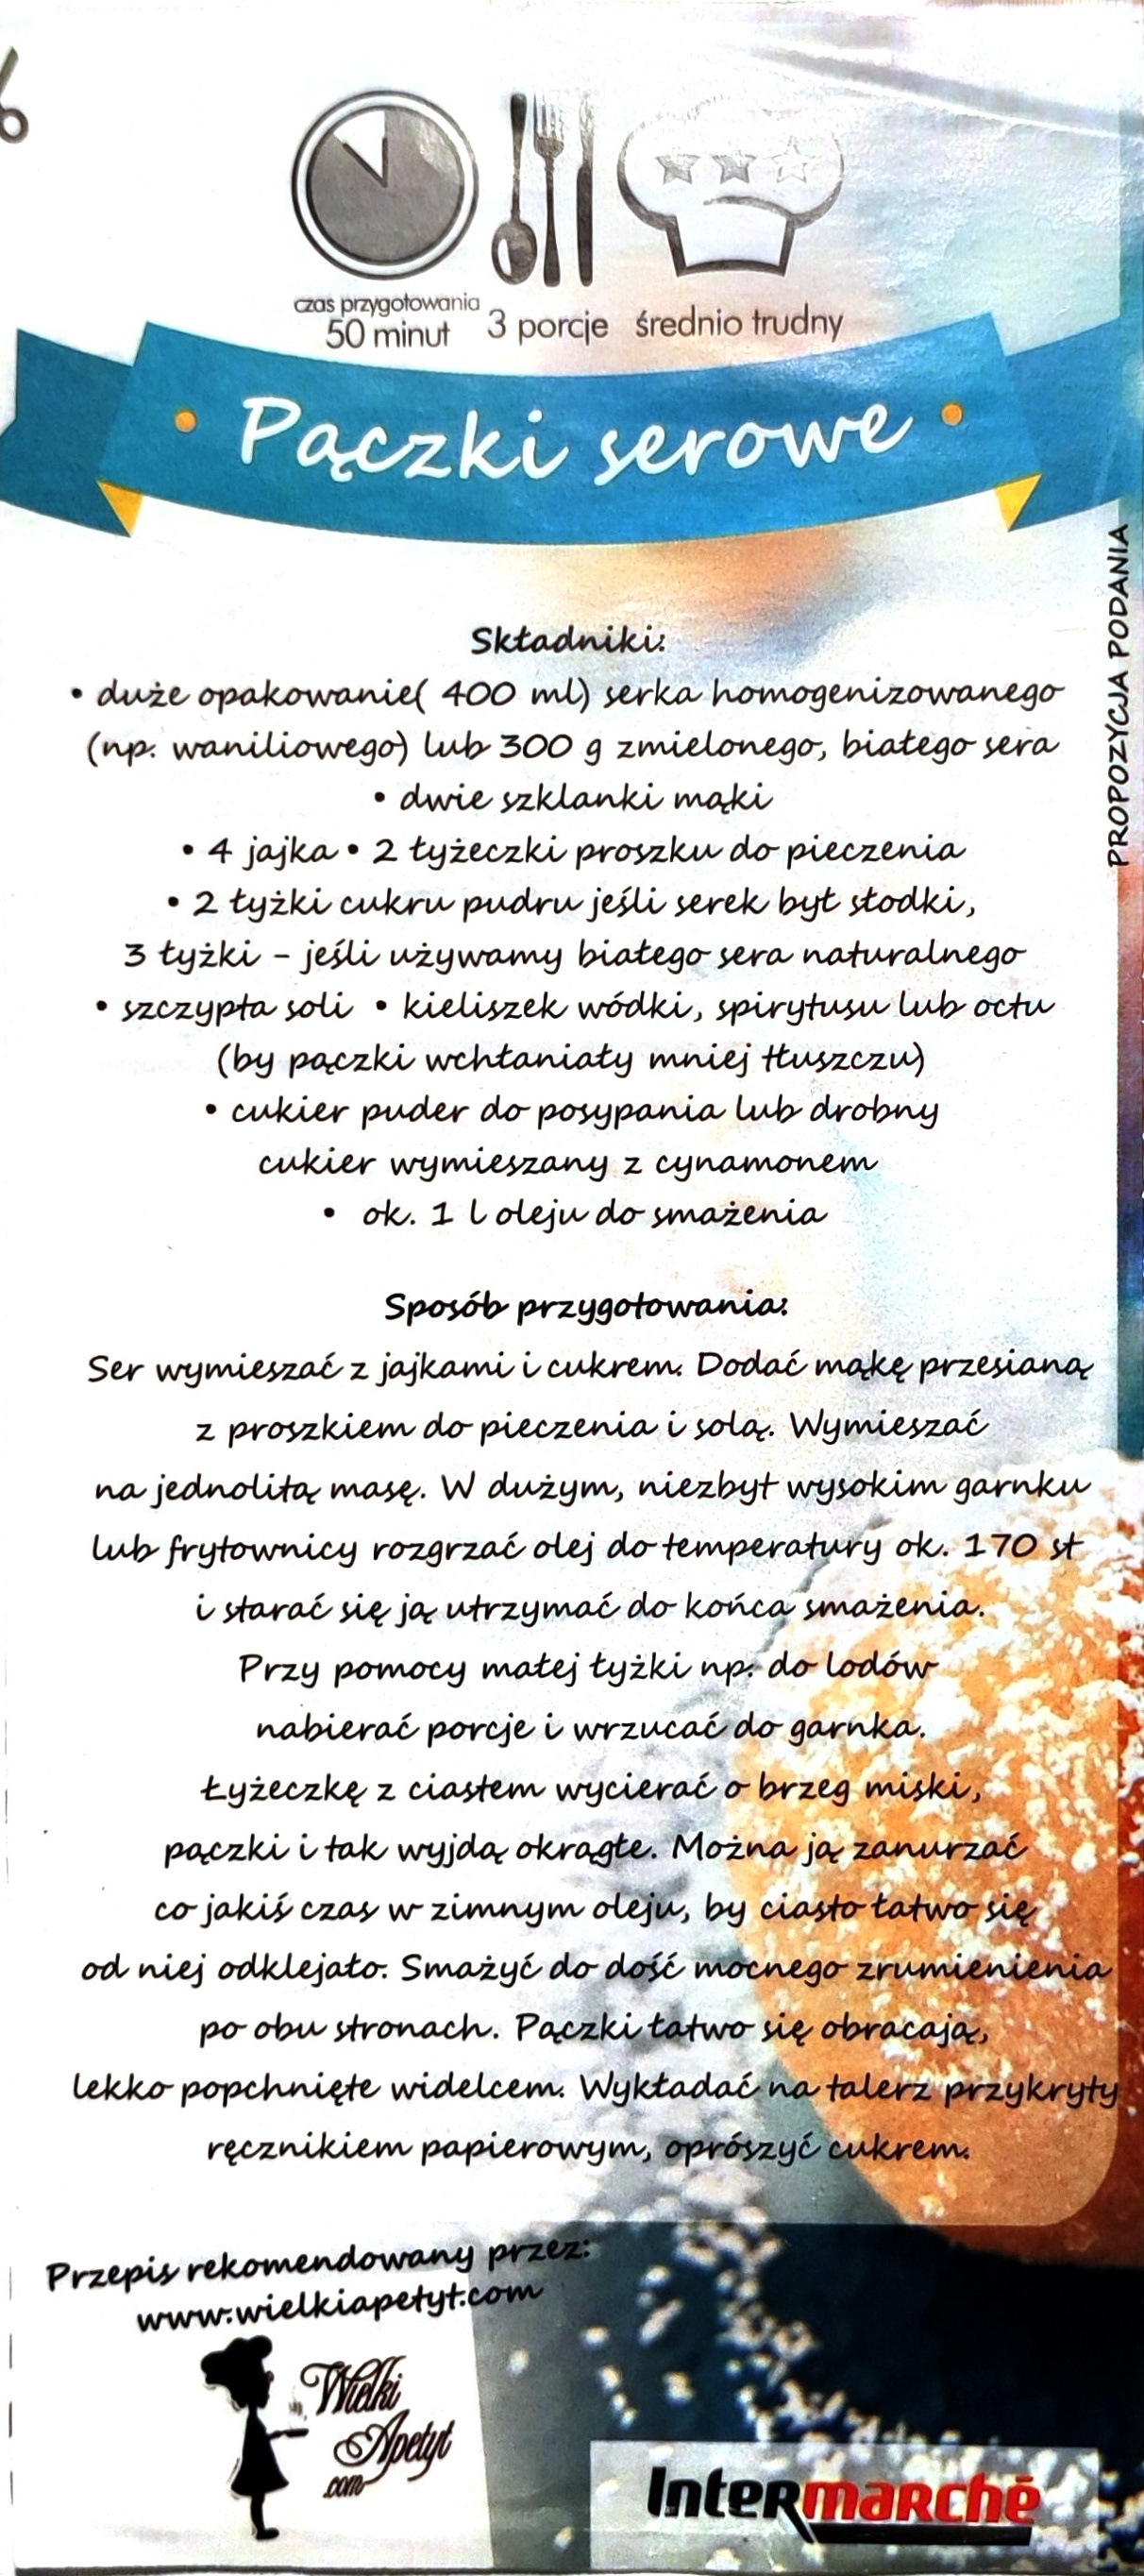 czas przygotowania
50 minut
3 porcje
średnio trudny
• Pączki serowe •
PROPOZYCJA PODANIA
Składniki:
• duże opakowanie( 400 ml) serka homogenizowanego
(np. waniliowego) lub 300 g zmielonego, białego sera
• dwie szklanki mąki
• 4 jajka • 2 łyżeczki proszku do pieczenia
• 2 łyżki cukru pudru jeśli serek był słodki,
3 łyżki - jeśli używamy białego sera naturalnego
• szczypta soli • kieliszek wódki, spirytusu lub octu
(by pączki wchłaniały mniej tłuszczu)
• cukier puder do posypania lub drobny
cukier wymieszany z cynamonem
• ok. 1 l oleju do smażenia
Sposób przygotowania:
Ser wymieszać z jajkami i cukrem. Dodać mąkę przesianą
z proszkiem do pieczenia i solą. Wymieszać
na jednolitą masę. W dużym, niezbyt wysokim garnku
lub frytownicy rozgrzać olej do temperatury ok. 170 st
i starać się ją utrzymać do końca smażenia.
Przy pomocy małej łyżki np. do lodów
nabierać porcje i wrzucać do garnka.
Łyżeczkę z ciastem wycierać o brzeg miski,
pączki i tak wyjdą okrągłe. Można ją zanurzać
co jakiś czas w zimnym oleju, by ciasto łatwo się
od niej odklejało. Smażyć do dość mocnego zrumienienia
po obu stronach. Pączki łatwo się obracają,
lekko popchnięte widelcem. Wykładać na talerz przykryty
ręcznikiem papierowym, oprószyć cukrem.
Przepis rekomendowany przez:
www.wielkiapetyt.com
Wielki
Apetyt
.com
Intermarchē